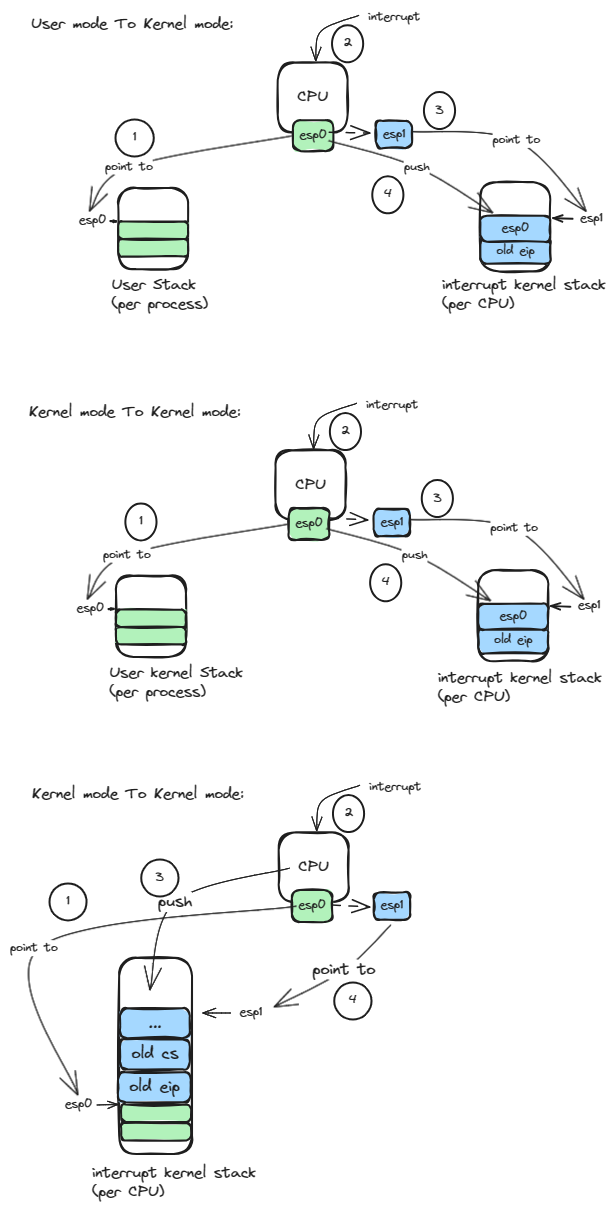 User mode To Kernel mode:
interrupt
2
CPU
3
1
esp0
esp1
point to
point to
push
4
esp0
esp1
esp0
old eip
User Stack
(per process)
interrupt kernel stack
(per CPU)
Kernel mode To Kernel mode:
interrupt
2
CPU
3
1
esp0
esp1
point to
point to
push
4
esp0
esp1
esp0
old eip
User kernel Stack
(per process)
interrupt kernel stack
(per CPU)
Kernel mode To Kernel mode:
interrupt
2
CPU
3
1
push
esp0
esp1
point to
point to
4
esp1
...
old cs
old eip
esp0
interrupt kernel stack
(per CPU)